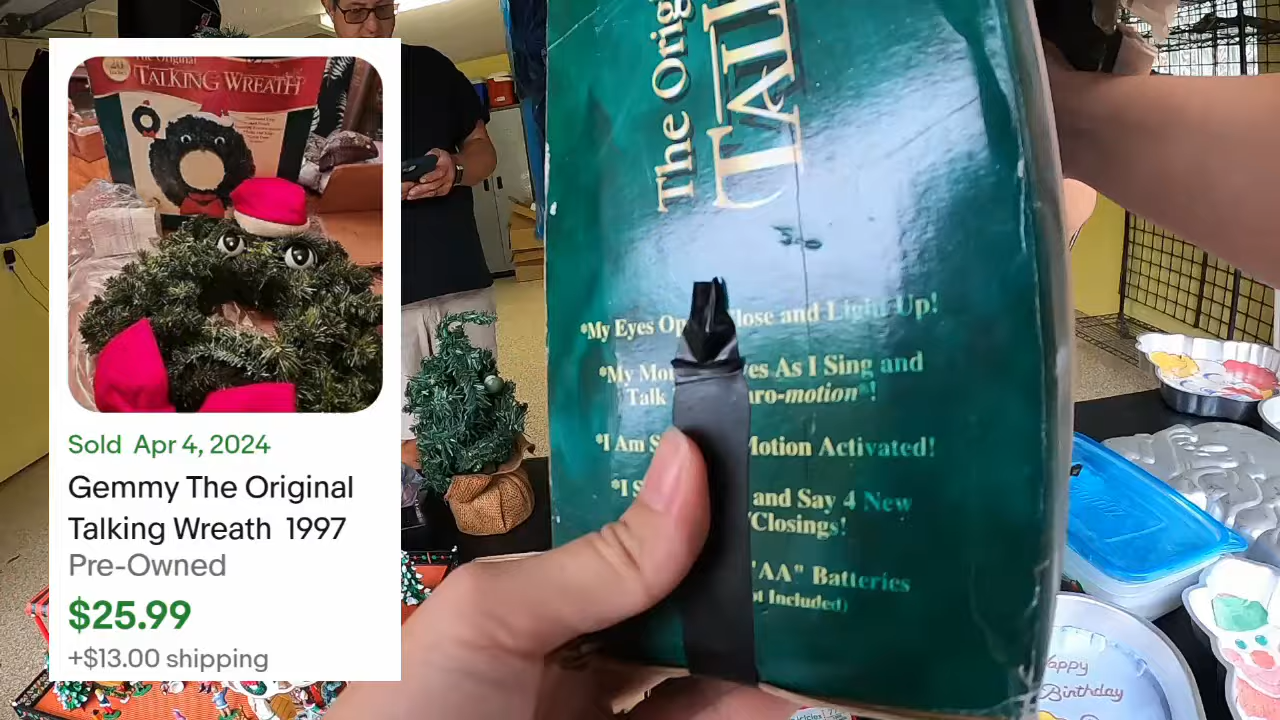 The Original
TALKING WREATH
Sold Apr 4, 2024
Gemmy The Original
Talking Wreath 1997
Pre-Owned
$25.99
+$13.00 shipping
The Orig
TAL
*My Eyes Op lose and Light Up!
*My Mo es As I Sing and
Talk ro-motion!
*I Am S Motion Activated!
*I S and Say 4 New
Closings!
"AA" Batteries
t Included)
Happy
Birthday